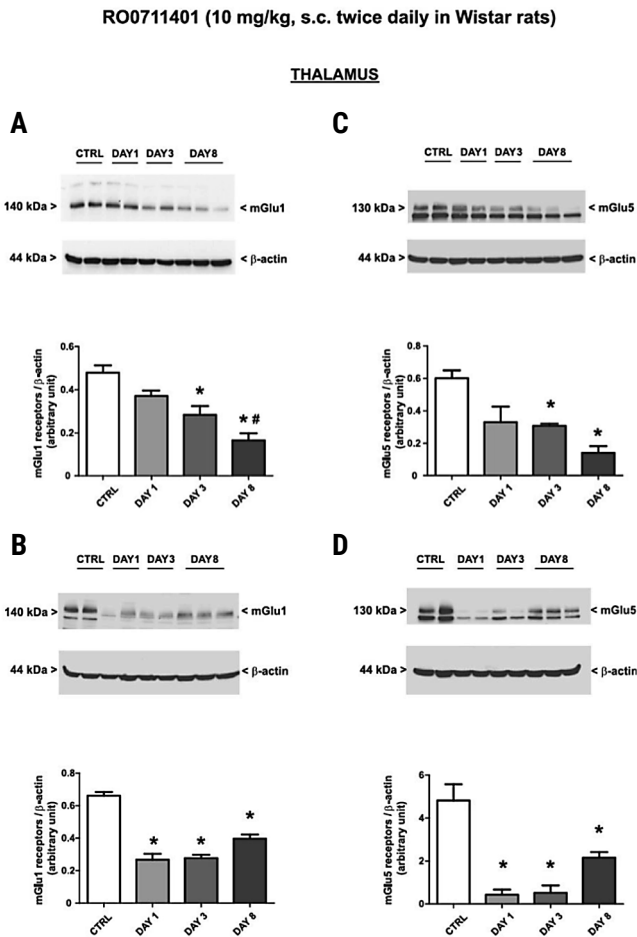 RO0711401 (10 mg/kg, s.c. twice daily in Wistar rats)
THALAMUS
A
CTRL DAY1 DAY3 DAY8
140 kDa > < mGlu1
44 kDa > < β-actin
mGlu1 receptors / β-actin
(arbitrary unit)
0.6
0.4
0.2
0
CTRL DAY 1 DAY 3 DAY 8
* * #
C
CTRL DAY1 DAY3 DAY8
130 kDa > < mGlu5
44 kDa > < β-actin
mGlu5 receptors / β-actin
(arbitrary unit)
0.6
0.4
0.2
0
CTRL DAY 1 DAY 3 DAY 8
* *
B
CTRL DAY1 DAY3 DAY8
140 kDa > < mGlu1
44 kDa > < β-actin
mGlu1 receptors / β-actin
(arbitrary unit)
0.8
0.6
0.4
0.2
0
CTRL DAY 1 DAY 3 DAY 8
* * *
D
CTRL DAY1 DAY3 DAY8
130 kDa > < mGlu5
44 kDa > < β-actin
mGlu5 receptors / β-actin
(arbitrary unit)
6
4
2
0
CTRL DAY 1 DAY 3 DAY 8
* * *